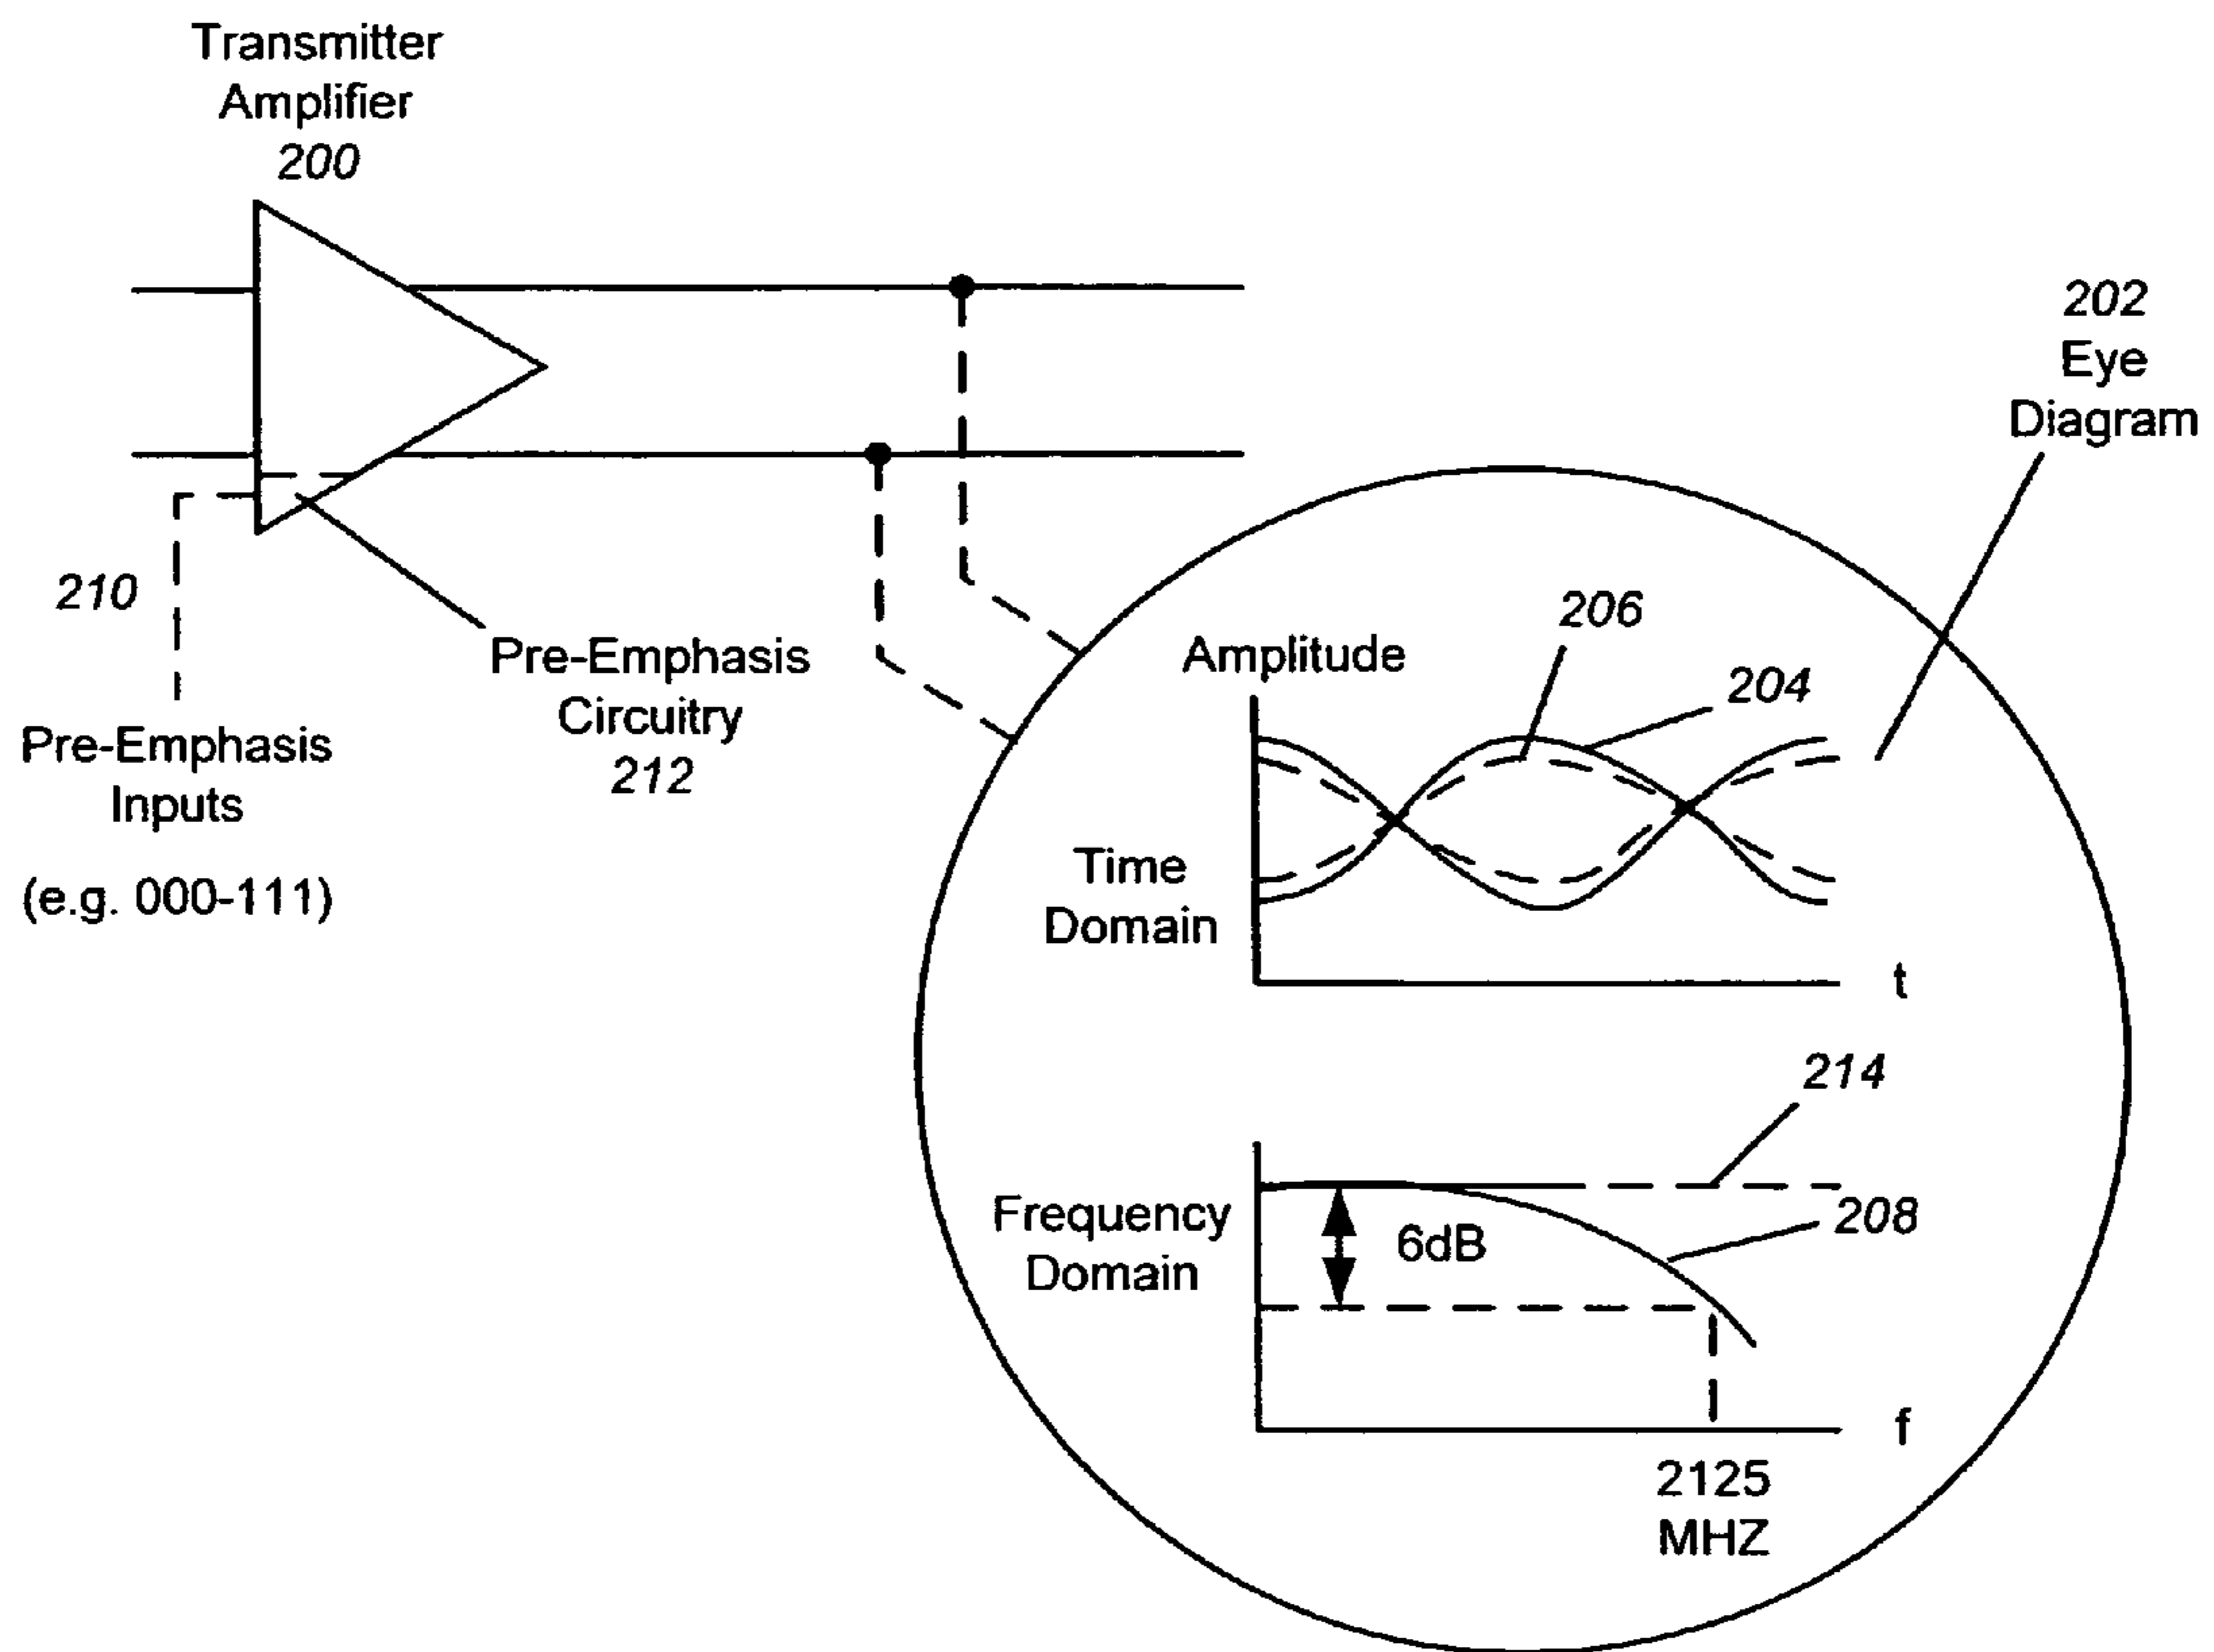 Transmitter
Amplifier
200
202
Eye
Diagram
210
Pre-Emphasis
Circuitry
212
Pre-Emphasis
Inputs
(e.g. 000-111)
206
204
Amplitude
Time
Domain
t
214
208
Frequency
Domain
6dB
f
2125
MHZ